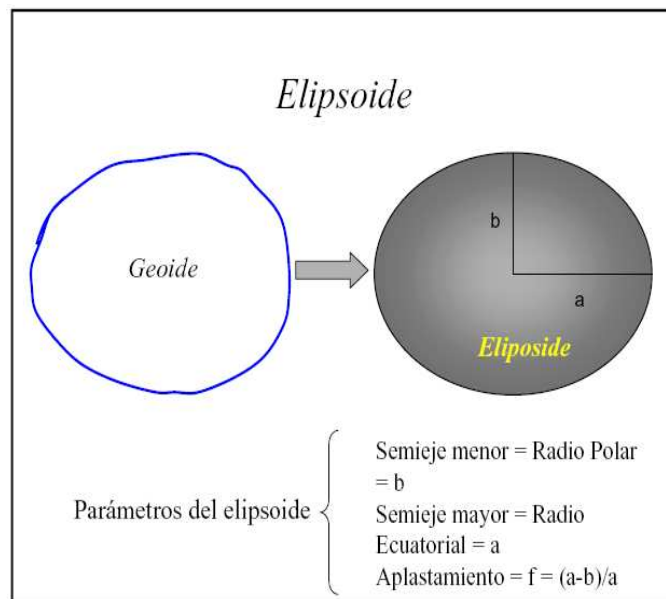 Elipsoide
Geoide
b
a
Eliposide
Parámetros del elipsoide
Semieje menor = Radio Polar
= b
Semieje mayor = Radio
Ecuatorial = a
Aplastamiento = f = (a-b)/a